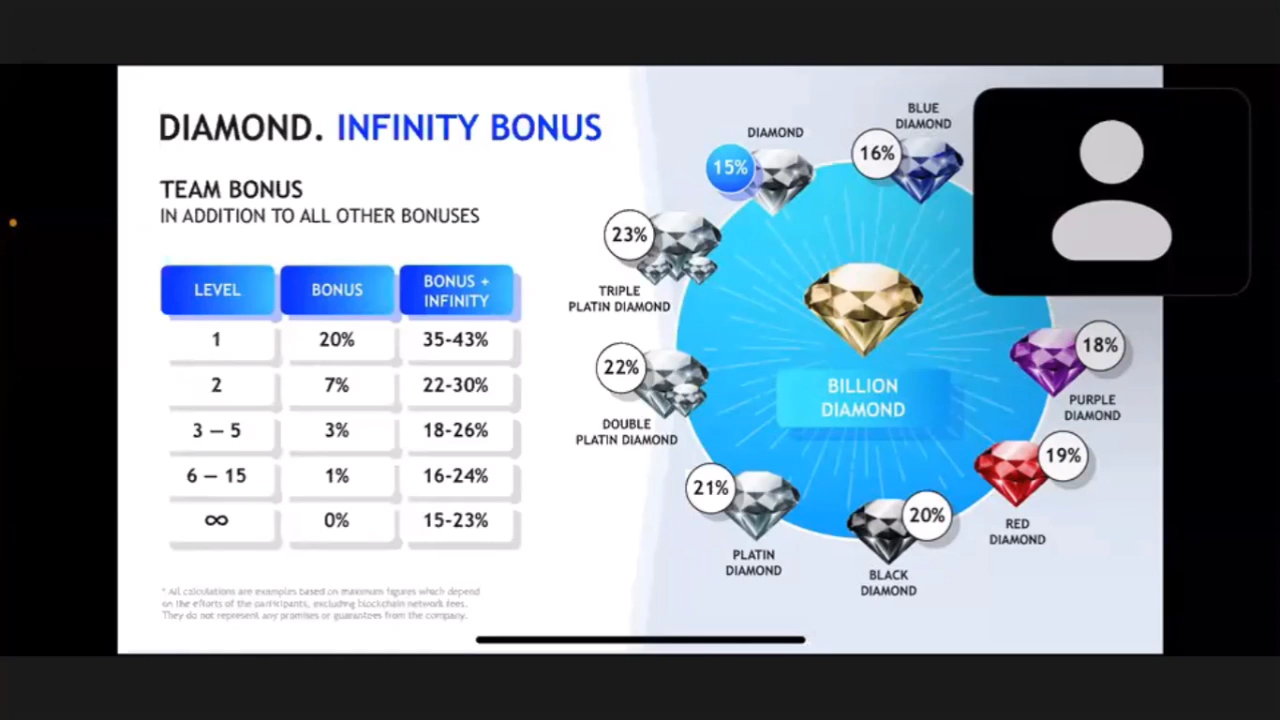 DIAMOND. INFINITY BONUS
TEAM BONUS
IN ADDITION TO ALL OTHER BONUSES
LEVEL BONUS BONUS +
INFINITY
1 20% 35-43%
2 7% 22-30%
3 — 5 3% 18-26%
6 — 15 1% 16-24%
∞ 0% 15-23%
* All calculations are examples based on maximum figures which depend
on the efforts of the participants, excluding blockchain network fees.
They do not represent any promises or guarantees from the company.
DIAMOND
15%
BLUE
DIAMOND
16%
23%
TRIPLE
PLATIN DIAMOND
18%
PURPLE
DIAMOND
22%
DOUBLE
PLATIN DIAMOND
BILLION
DIAMOND
19%
RED
DIAMOND
21%
PLATIN
DIAMOND
20%
BLACK
DIAMOND